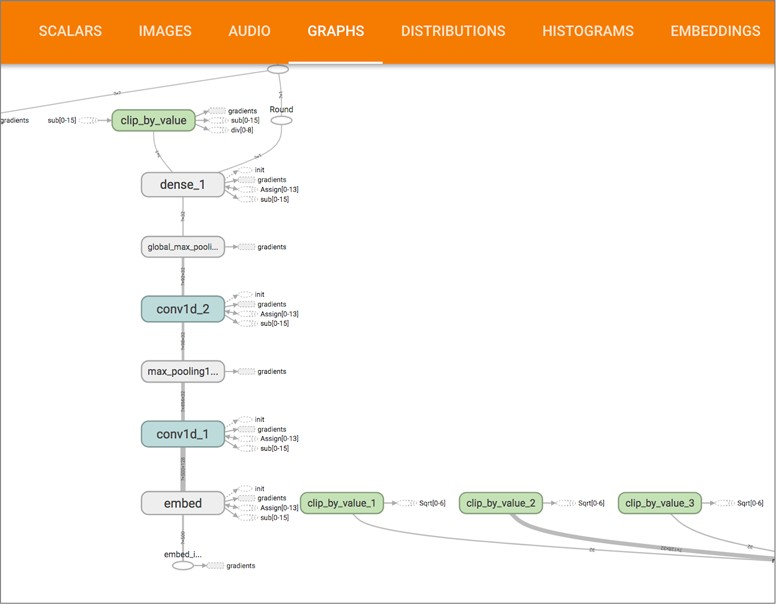 SCALARS IMAGES AUDIO GRAPHS DISTRIBUTIONS HISTOGRAMS EMBEDDINGS
gradients
sub[0-15]
clip_by_value
gradients
sub[0-15]
div[0-8]
Round
dense_1
init
gradients
Assign[0-13]
sub[0-15]
global_max_pooli...
gradients
conv1d_2
init
gradients
Assign[0-13]
sub[0-15]
max_pooling1...
gradients
conv1d_1
init
gradients
Assign[0-13]
sub[0-15]
embed
init
gradients
Assign[0-13]
sub[0-15]
clip_by_value_1
Sqrt[0-6]
clip_by_value_2
Sqrt[0-6]
clip_by_value_3
Sqrt[0-6]
embed_i...
gradients